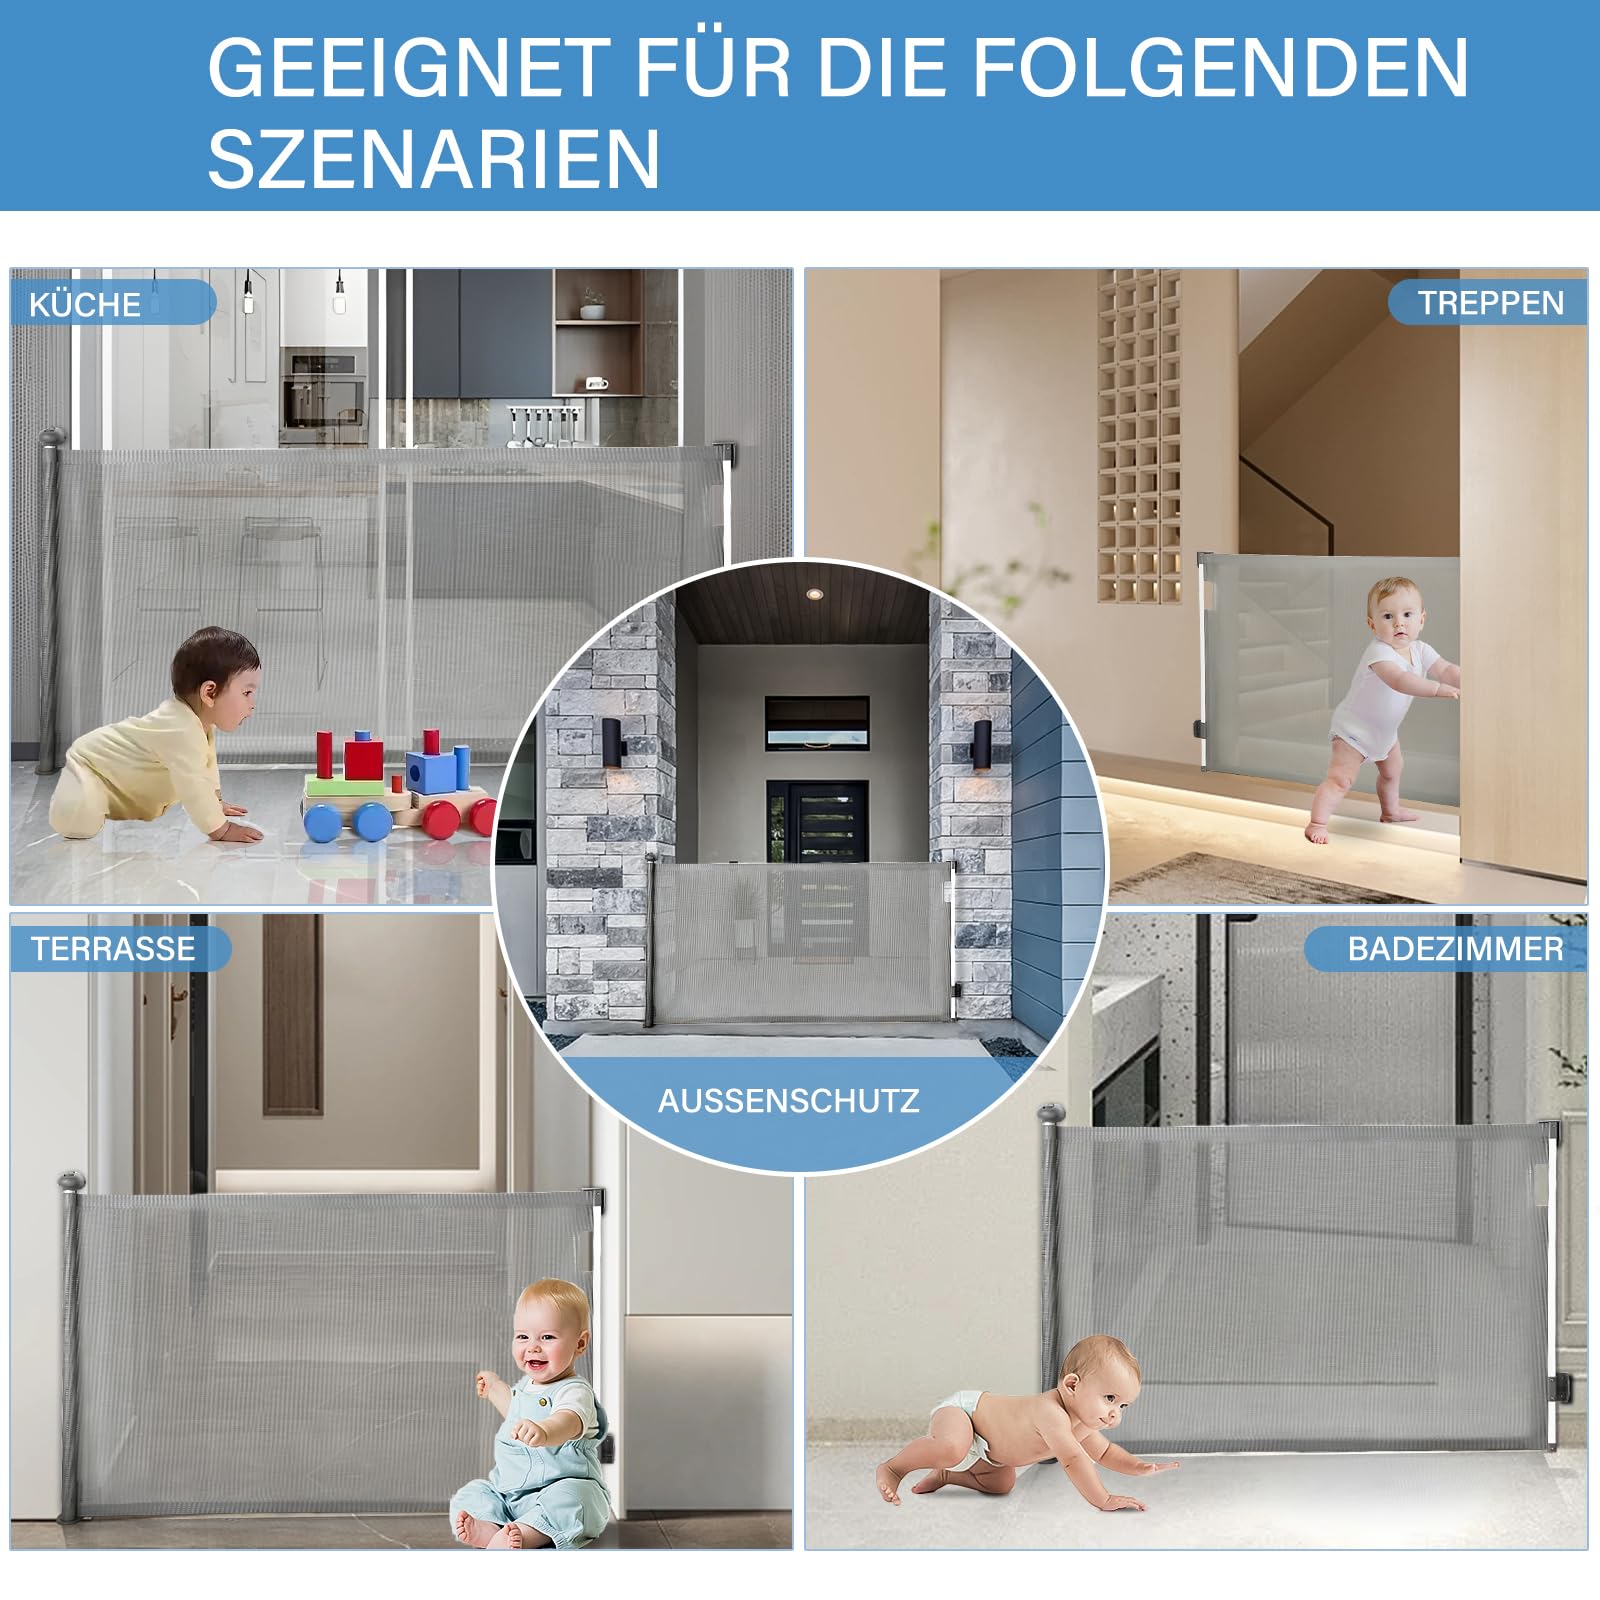 GEEIGNET FÜR DIE FOLGENDEN
SZENARIEN
KÜCHE
TREPPEN
AUSSENSCHUTZ
TERRASSE
BADEZIMMER